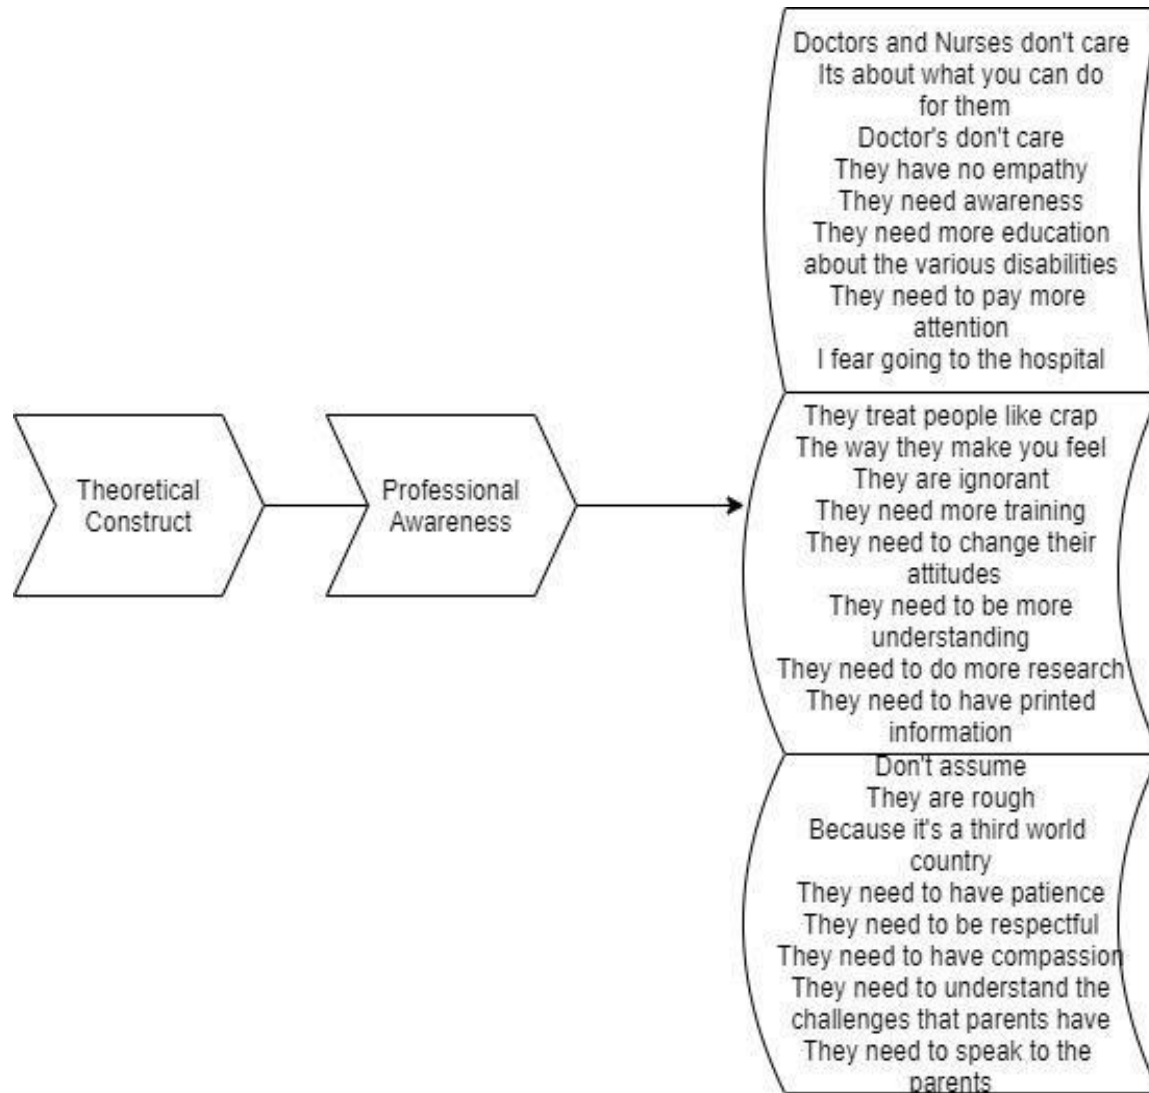 Theoretical
Construct
Professional
Awareness
Doctors and Nurses don't care
Its about what you can do
for them
Doctor's don't care
They have no empathy
They need awareness
They need more education
about the various disabilities
They need to pay more
attention
I fear going to the hospital
They treat people like crap
The way they make you feel
They are ignorant
They need more training
They need to change their
attitudes
They need to be more
understanding
They need to do more research
They need to have printed
information
Don't assume
They are rough
Because it's a third world
country
They need to have patience
They need to be respectful
They need to have compassion
They need to understand the
challenges that parents have
They need to speak to the
parents